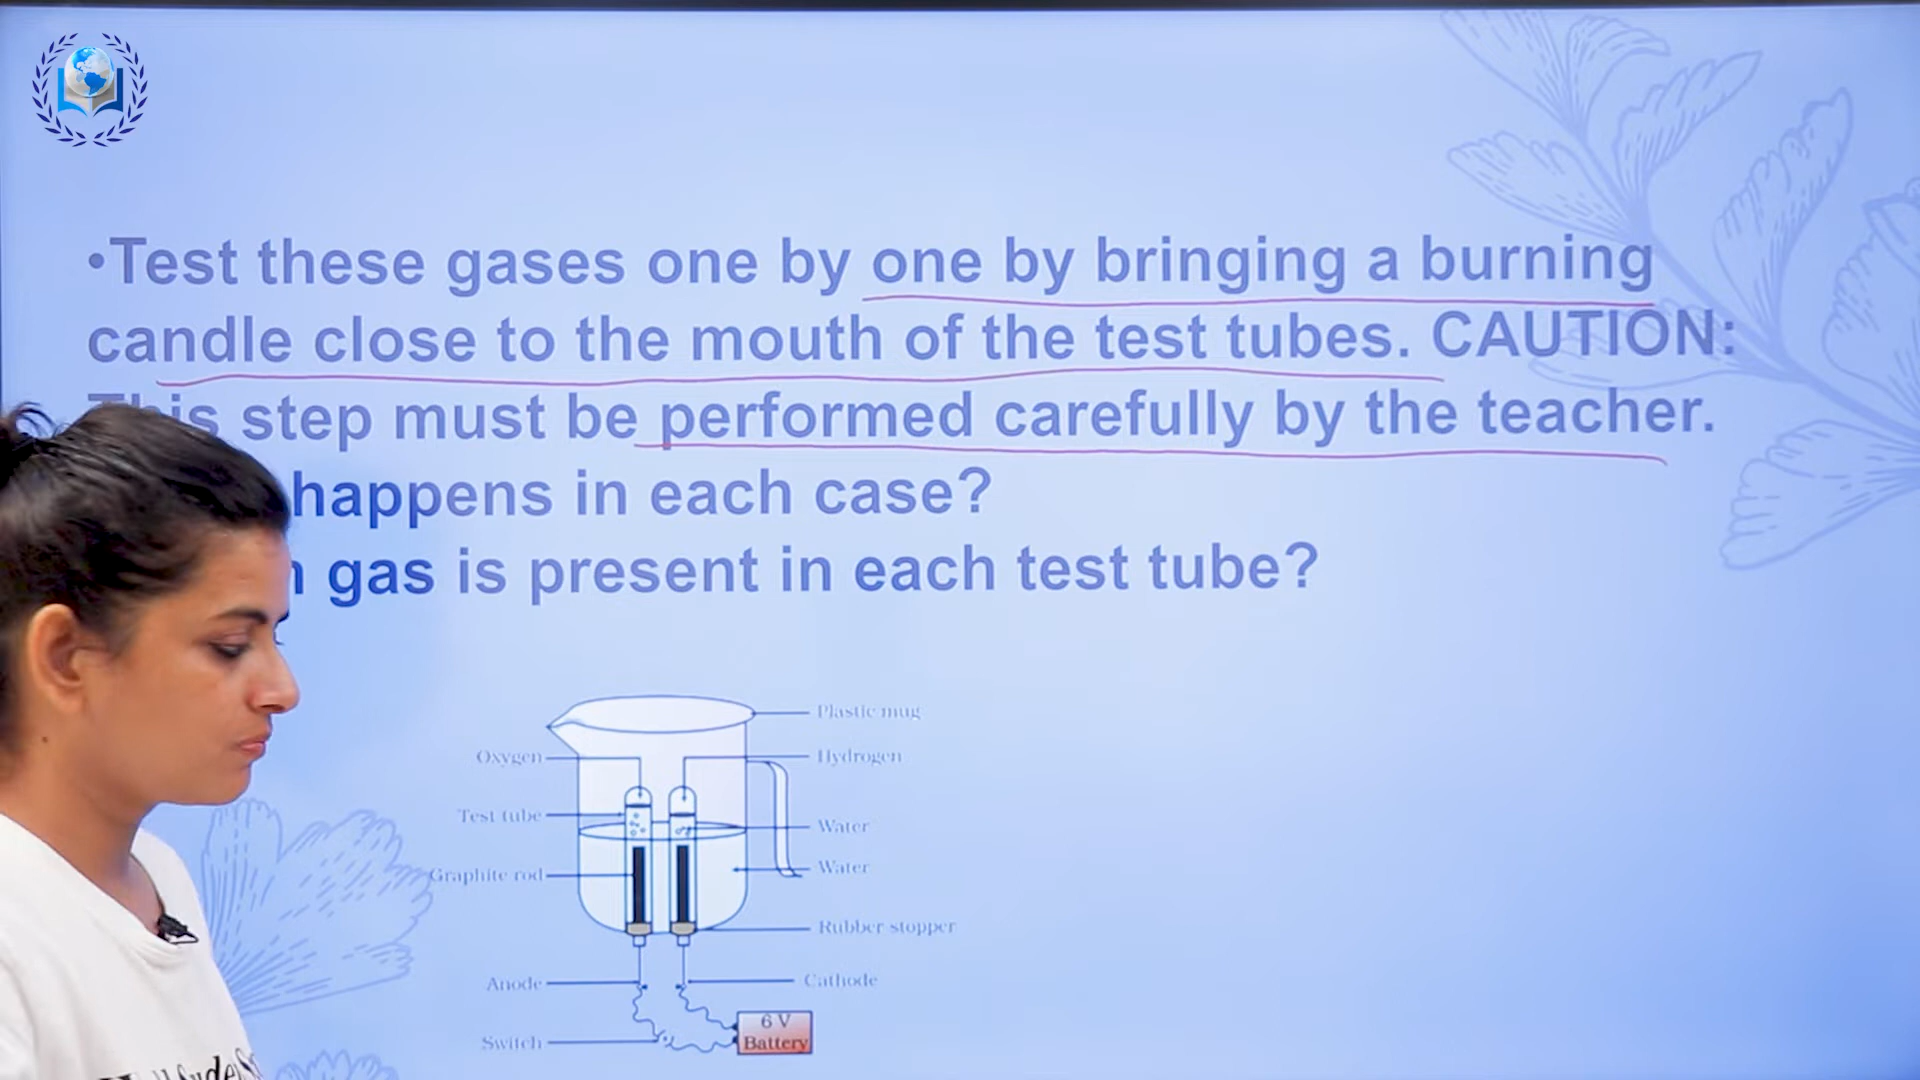 •Test these gases one by one by bringing a burning
candle close to the mouth of the test tubes. CAUTION:
This step must be performed carefully by the teacher.
happens in each case?
gas is present in each test tube?
Plastic mug
Oxygen
Hydrogen
Test tube
Water
Graphite rod
Water
Rubber stopper
Anode
Cathode
6 V
Battery
Switch